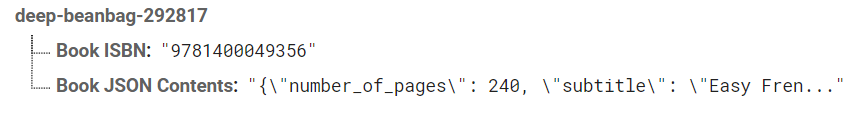 deep-beanbag-292817
Book ISBN: "9781400049356"
Book JSON Contents: "{\"number_of_pages\": 240, \"subtitle\": \"Easy Fren..."